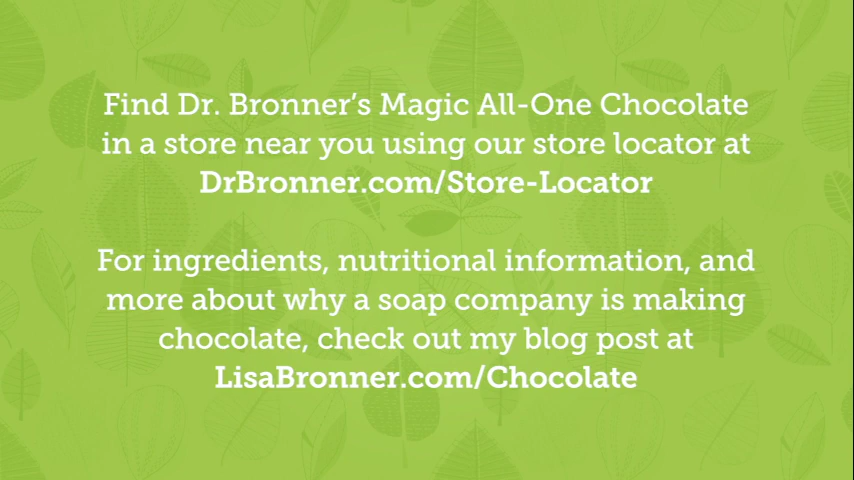 Find Dr. Bronner’s Magic All-One Chocolate
in a store near you using our store locator at
DrBronner.com/Store-Locator
For ingredients, nutritional information, and
more about why a soap company is making
chocolate, check out my blog post at
LisaBronner.com/Chocolate